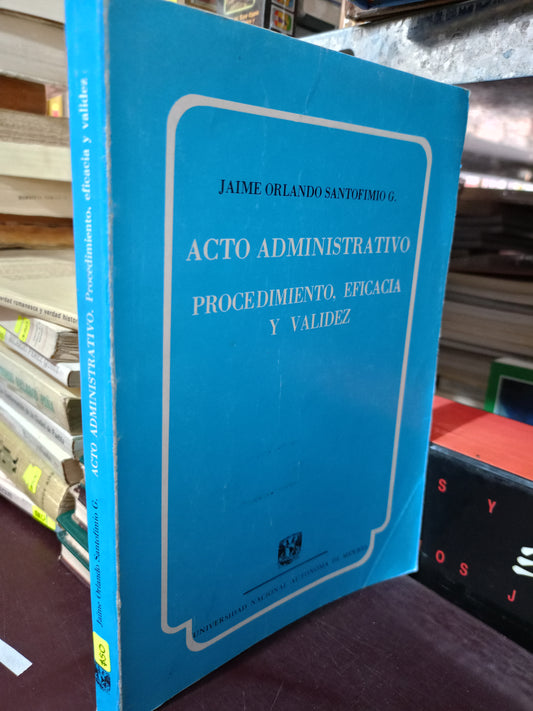 JAIME ORLANDO SANTOFIMIO G.
ACTO ADMINISTRATIVO
PROCEDIMIENTO, EFICACIA
Y VALIDEZ
UNIVERSIDAD NACIONAL AUTÓNOMA DE MÉXICO
Jaime Orlando Santofimio G. ACTO ADMINISTRATIVO. Procedimiento, eficacia y validez
S Y
O S J